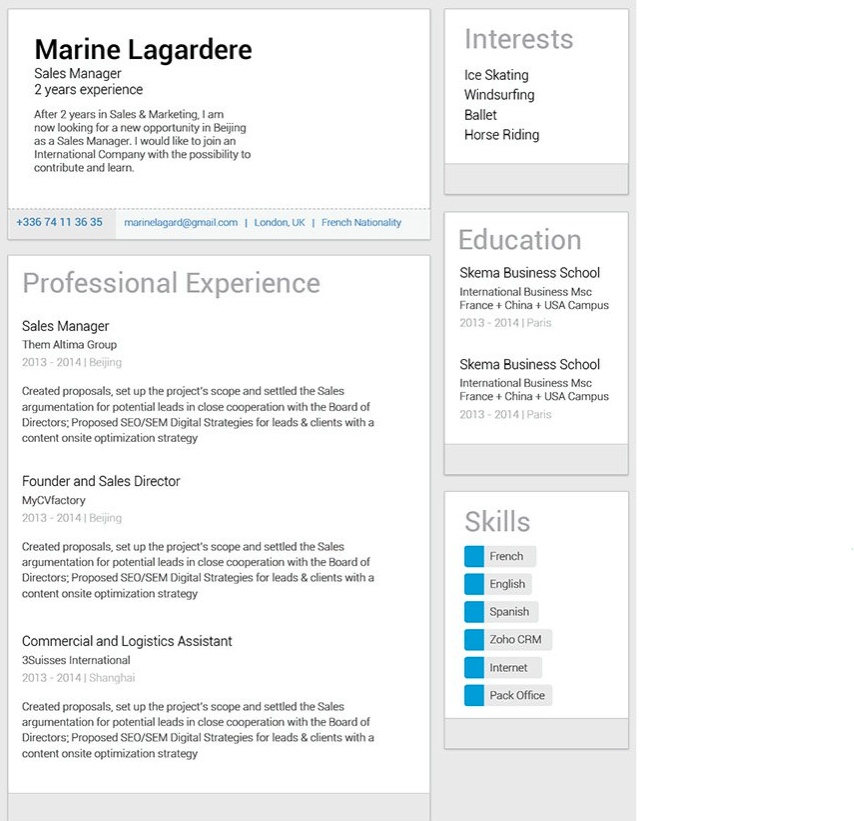 Marine Lagardere
Sales Manager
2 years experience
After 2 years in Sales & Marketing, I am
now looking for a new opportunity in Beijing
as a Sales Manager. I would like to join an
International Company with the possibility to
contribute and learn.
+336 74 11 36 35
marinelagard@gmail.com | London, UK | French Nationality
Professional Experience
Sales Manager
Them Altima Group
2013 - 2014 | Beijing
Created proposals, set up the project's scope and settled the Sales
argumentation for potential leads in close cooperation with the Board of
Directors; Proposed SEO/SEM Digital Strategies for leads & clients with a
content onsite optimization strategy
Founder and Sales Director
MyCVfactory
2013 - 2014 | Beijing
Created proposals, set up the project's scope and settled the Sales
argumentation for potential leads in close cooperation with the Board of
Directors; Proposed SEO/SEM Digital Strategies for leads & clients with a
content onsite optimization strategy
Commercial and Logistics Assistant
3Suisses International
2013 - 2014 | Shanghai
Created proposals, set up the project's scope and settled the Sales
argumentation for potential leads in close cooperation with the Board of
Directors; Proposed SEO/SEM Digital Strategies for leads & clients with a
content onsite optimization strategy
Interests
Ice Skating
Windsurfing
Ballet
Horse Riding
Education
Skema Business School
International Business Msc
France + China + USA Campus
2013 - 2014 | Paris
Skema Business School
International Business Msc
France + China + USA Campus
2013 - 2014 | Paris
Skills
French
English
Spanish
Zoho CRM
Internet
Pack Office